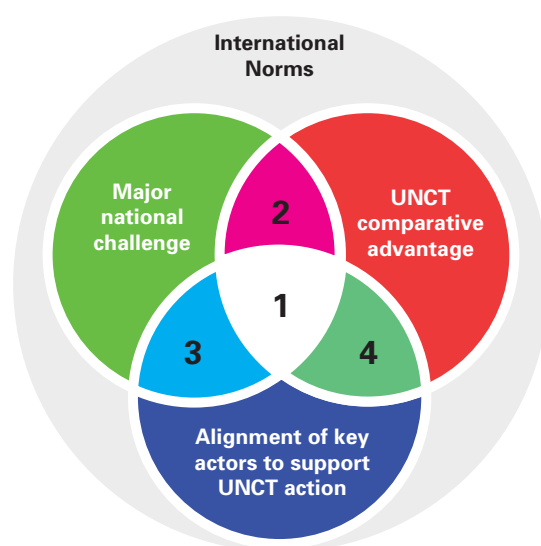 International
Norms
Major
national
challenge
2
UNCT
comparative
advantage
1
3
4
Alignment of key
actors to support
UNCT action